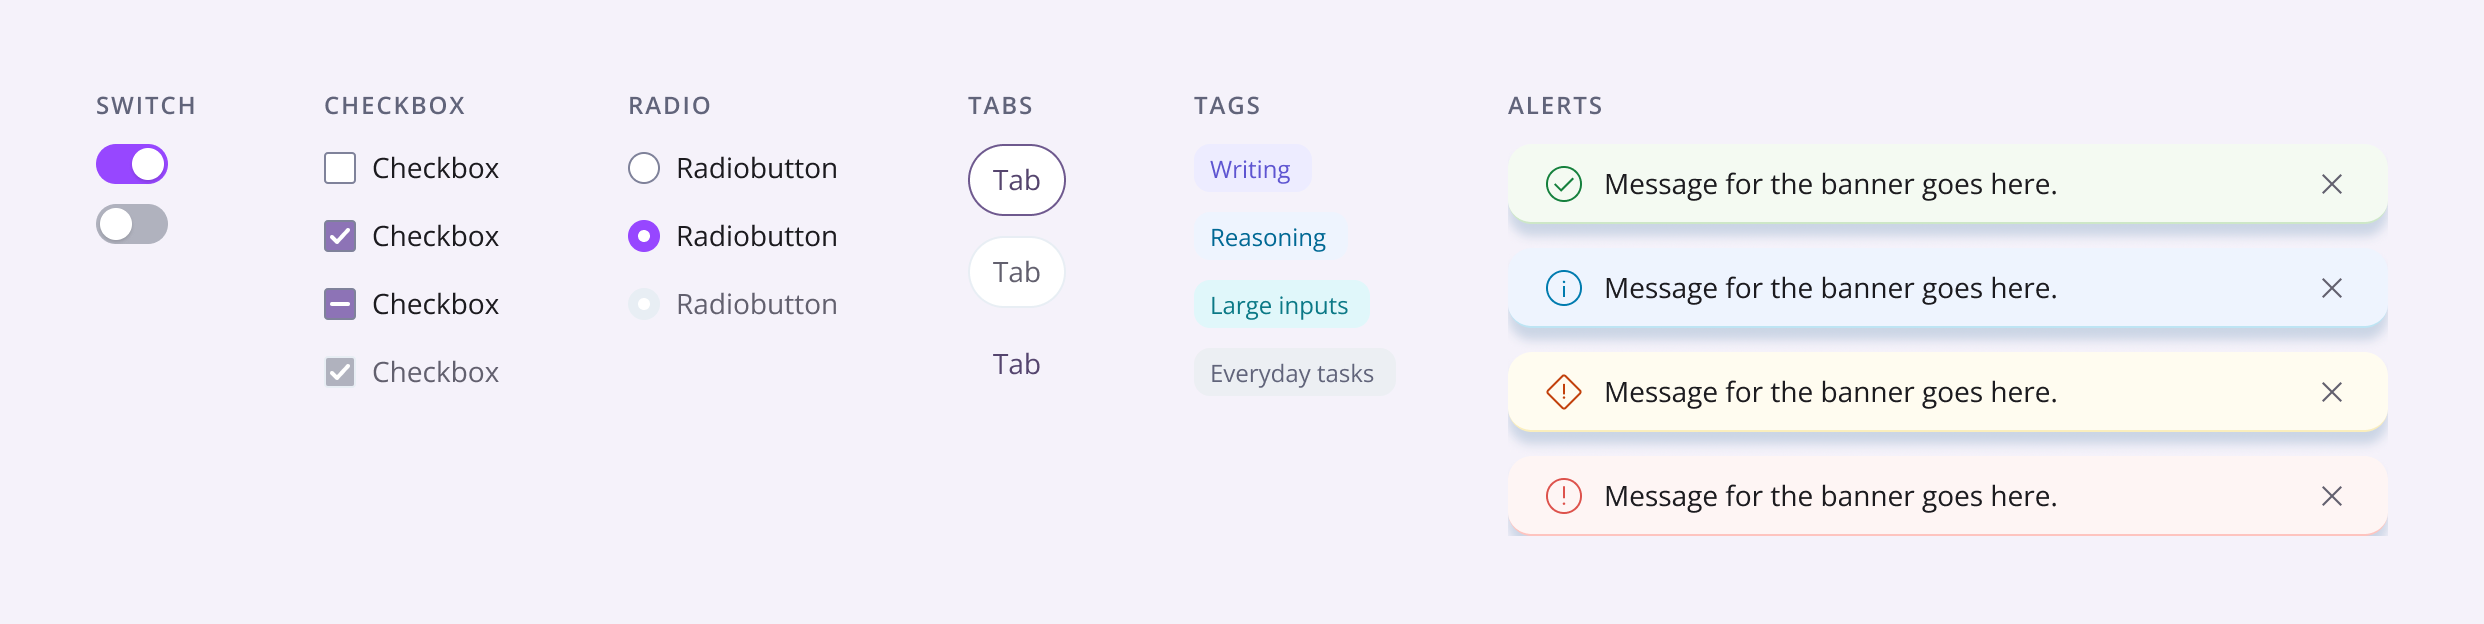 SWITCH
CHECKBOX
Checkbox
Checkbox
Checkbox
Checkbox
RADIO
Radiobutton
Radiobutton
Radiobutton
TABS
Tab
Tab
Tab
TAGS
Writing
Reasoning
Large inputs
Everyday tasks
ALERTS
Message for the banner goes here.
Message for the banner goes here.
Message for the banner goes here.
Message for the banner goes here.